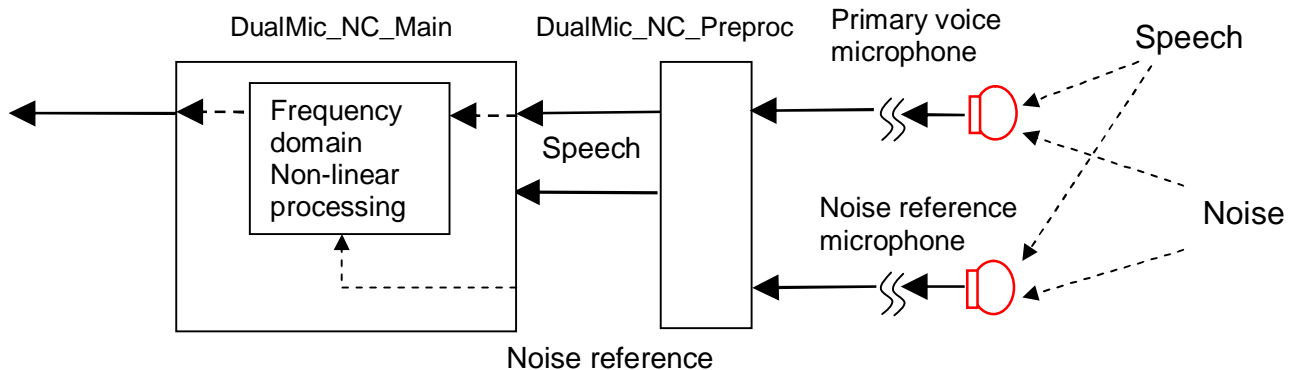 DualMic_NC_Main
DualMic_NC_Preproc
Primary voice
microphone
Speech
Frequency
domain
Non-linear
processing
Speech
Noise reference
microphone
Noise
Noise reference